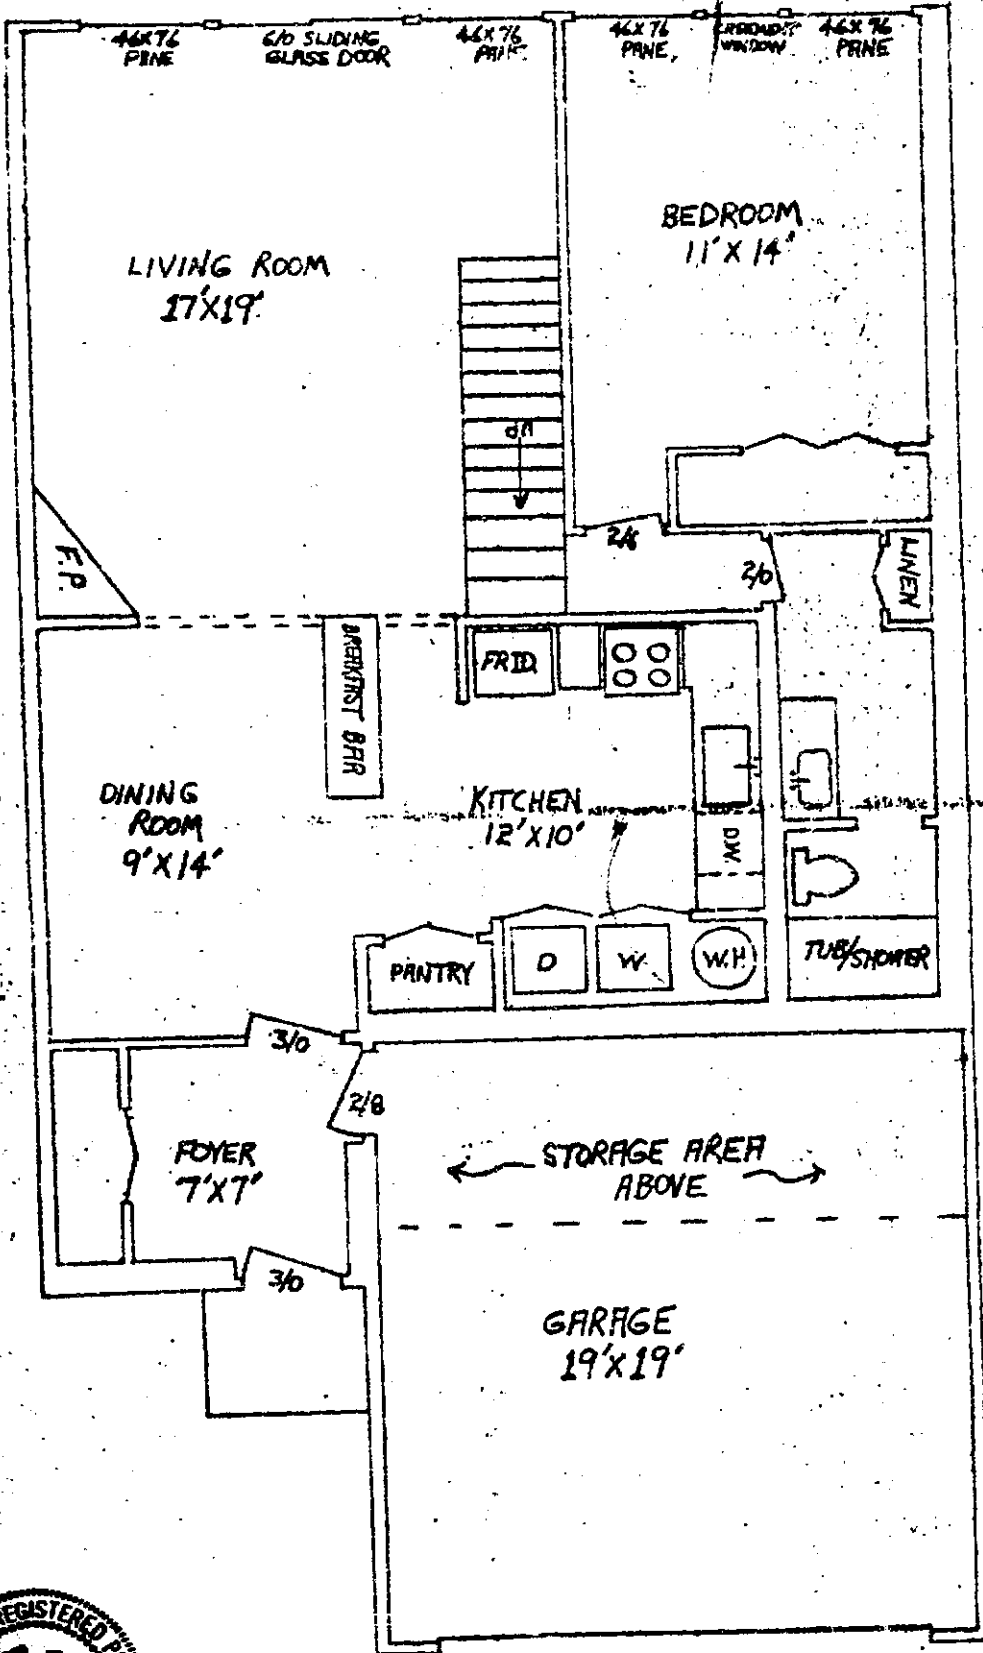 46X76
PANE
6/0 SLIDING
GLASS DOOR
46X76
46X76
PANE
WINDOW
46X76
PANE
LIVING ROOM
17'X19'
BEDROOM
11'X14'
UP
F.P.
2/6
2/0
LINEN
BREAKFAST BAR
FRID.
DINING
ROOM
9'X14'
KITCHEN
12'X10'
D.W.
PANTRY
D
W.
W.H.
TUB/SHOWER
3/0
2/8
FOYER
7'X7'
STORAGE AREA
ABOVE
3/0
GARAGE
19'X19'
REGISTERED